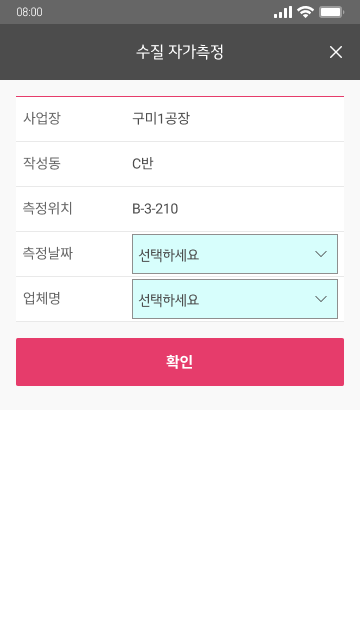 08:00
수질 자가측정
사업장 구미1공장
작성동 C반
측정위치 B-3-210
측정날짜 선택하세요
업체명 선택하세요
확인